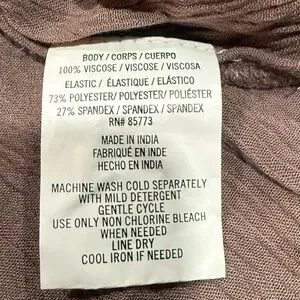 BODY / CORPS / CUERPO
100% VISCOSE / VISCOSE / VISCOSA
ELASTIC / ÉLASTIQUE / ELÁSTICO
73% POLYESTER/ POLYESTER/ POLIÉSTER
27% SPANDEX / SPANDEX / SPANDEX
RN# 85773
MADE IN INDIA
FABRIQUÉ EN INDE
HECHO EN INDIA
MACHINE WASH COLD SEPARATELY
WITH MILD DETERGENT
GENTLE CYCLE
USE ONLY NON CHLORINE BLEACH
WHEN NEEDED
LINE DRY
COOL IRON IF NEEDED